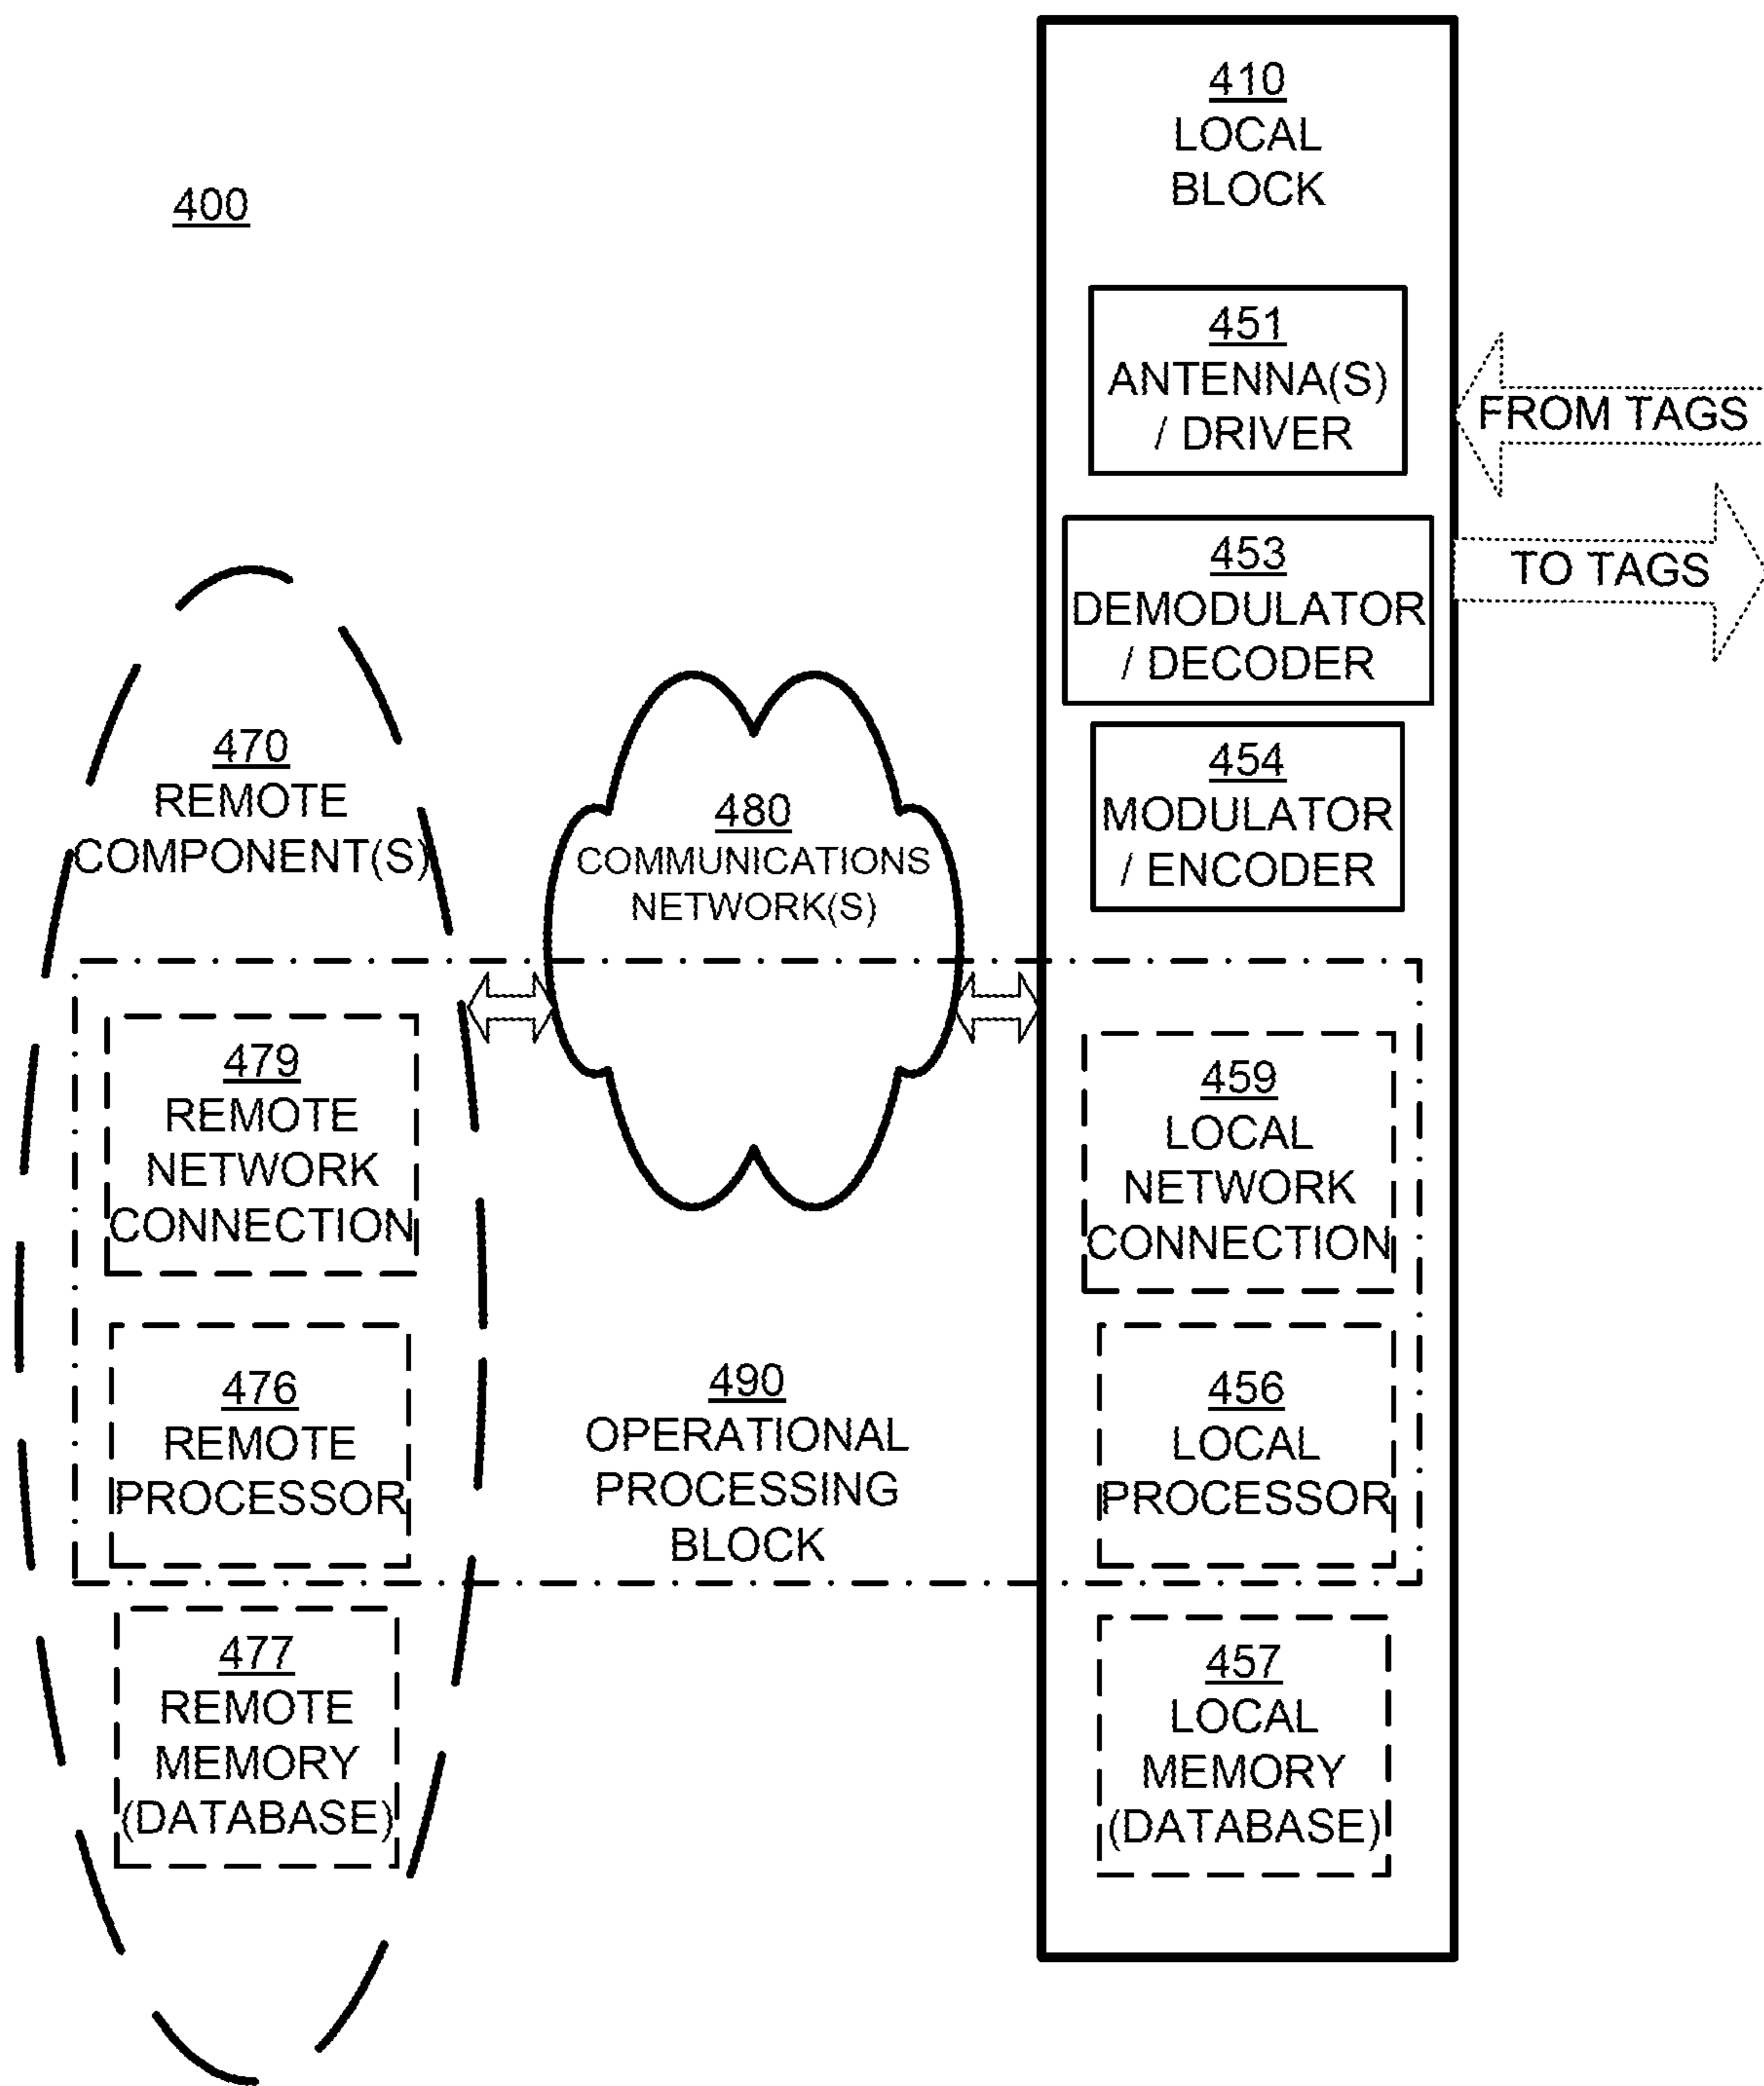 400
410
LOCAL
BLOCK
451
ANTENNA(S)
/ DRIVER
FROM TAGS
453
DEMODULATOR
/ DECODER
TO TAGS
454
MODULATOR
/ ENCODER
470
REMOTE
COMPONENT(S)
480
COMMUNICATIONS
NETWORK(S)
479
REMOTE
NETWORK
CONNECTION
459
LOCAL
NETWORK
CONNECTION
476
REMOTE
PROCESSOR
490
OPERATIONAL
PROCESSING
BLOCK
456
LOCAL
PROCESSOR
477
REMOTE
MEMORY
(DATABASE)
457
LOCAL
MEMORY
(DATABASE)